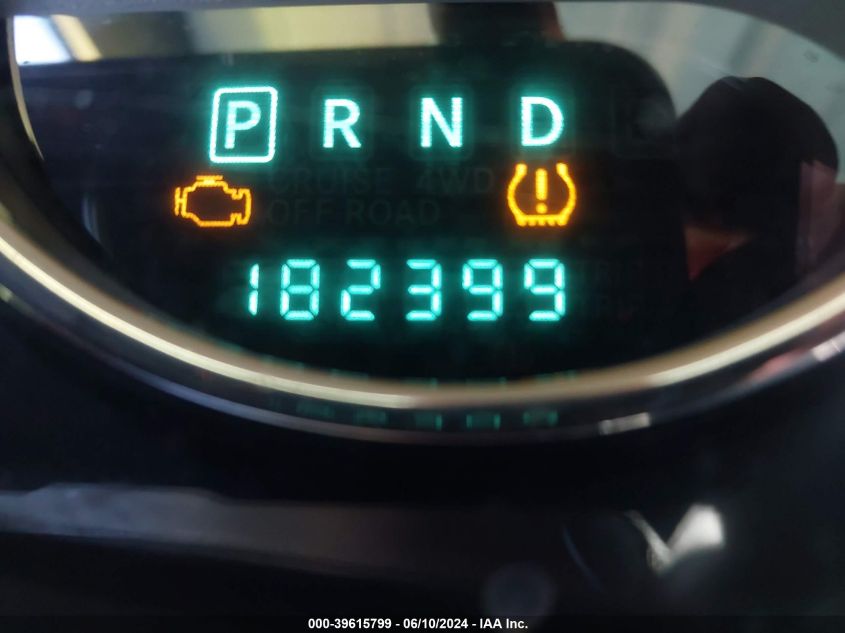 P R N D
CRUISE 4WD
OFF ROAD
182399
000-39615799 - 06/10/2024 - IAA Inc.